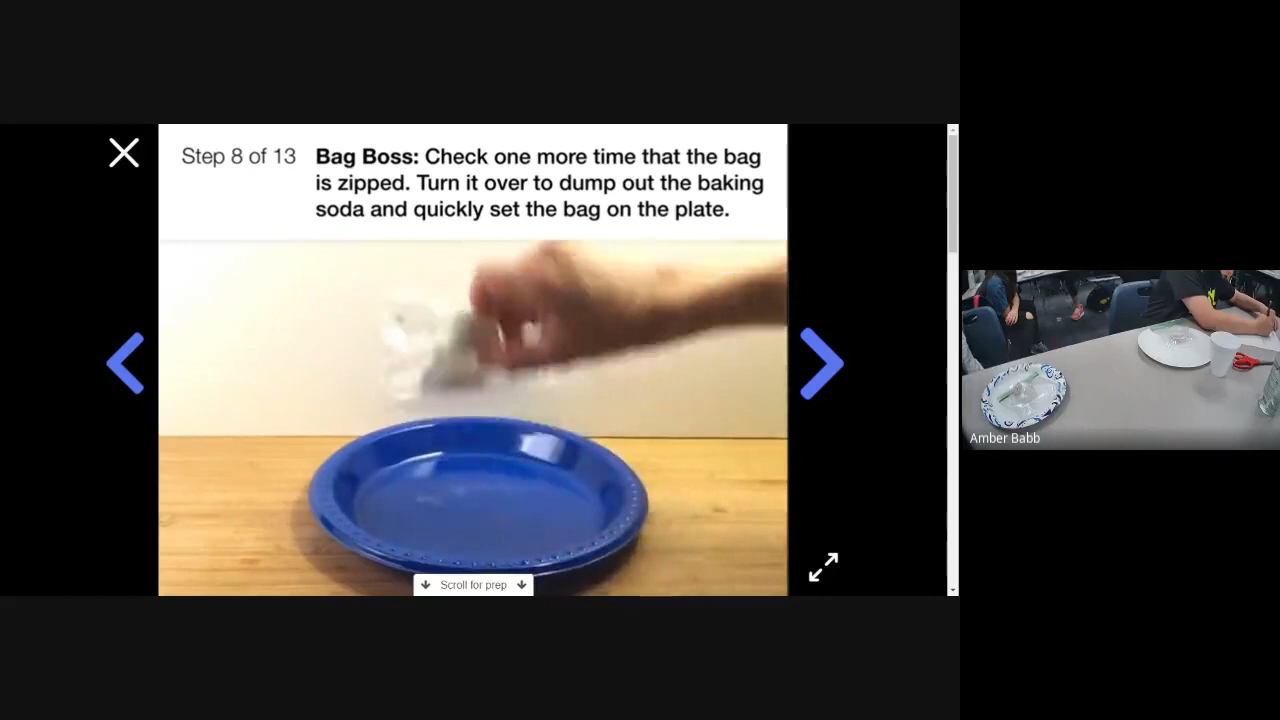 Step 8 of 13
Bag Boss: Check one more time that the bag
is zipped. Turn it over to dump out the baking
soda and quickly set the bag on the plate.
Scroll for prep
Amber Babb